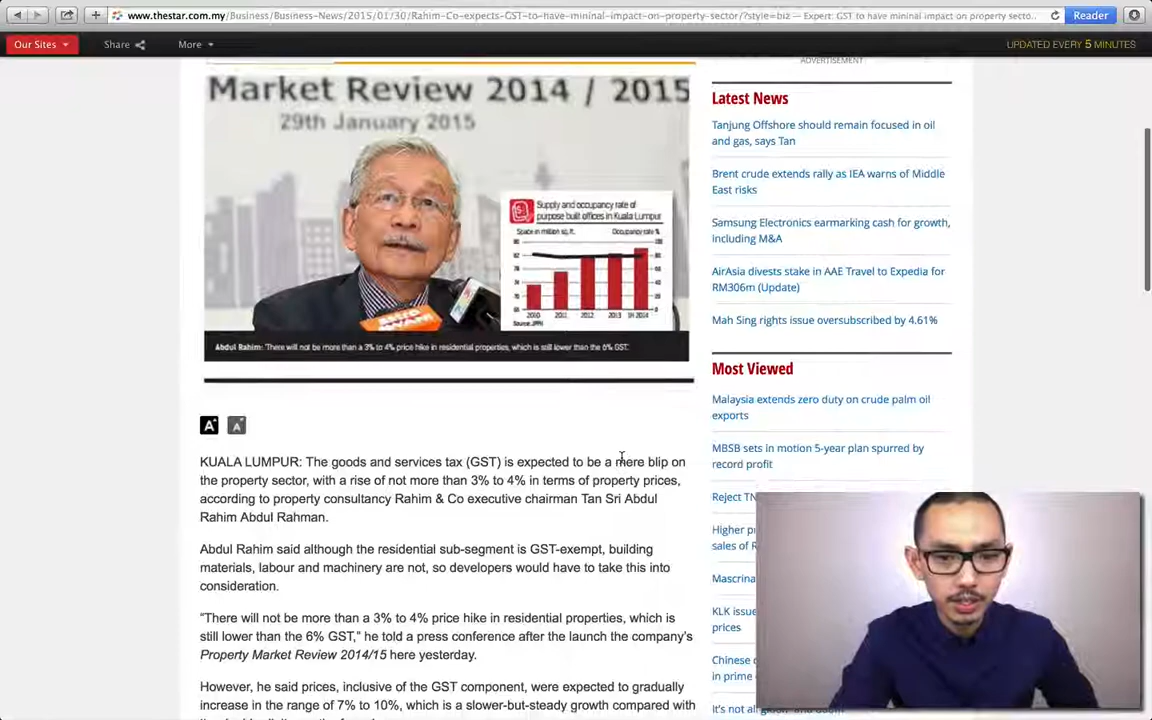 www.thestar.com.my/Business/Business-News/2015/01/30/Rahim-Co-expects-GST-to-have-mininal-impact-on-property-sector/?style=biz — Expert: GST to have mininal impact on property secto...
Reader
Our Sites
Share
More
UPDATED EVERY 5 MINUTES
ADVERTISEMENT
Market Review 2014 / 2015
29th January 2015
Supply and occupancy rate of
purpose built offices in Kuala Lumpur
Space in million sq. ft.
Occupancy rate %
2010 2011 2012 2013 1H 2014
Abdul Rahim: 'There will not be more than a 3% to 4% price hike in residential properties, which is still lower than the 6% GST.'
A
A
KUALA LUMPUR: The goods and services tax (GST) is expected to be a mere blip on
the property sector, with a rise of not more than 3% to 4% in terms of property prices,
according to property consultancy Rahim & Co executive chairman Tan Sri Abdul
Rahim Abdul Rahman.
Abdul Rahim said although the residential sub-segment is GST-exempt, building
materials, labour and machinery are not, so developers would have to take this into
consideration.
“There will not be more than a 3% to 4% price hike in residential properties, which is
still lower than the 6% GST,” he told a press conference after the launch the company’s
Property Market Review 2014/15 here yesterday.
However, he said prices, inclusive of the GST component, were expected to gradually
increase in the range of 7% to 10%, which is a slower-but-steady growth compared with
Latest News
Tanjung Offshore should remain focused in oil
and gas, says Tan
Brent crude extends rally as IEA warns of Middle
East risks
Samsung Electronics earmarking cash for growth,
including M&A
AirAsia divests stake in AAE Travel to Expedia for
RM306m (Update)
Mah Sing rights issue oversubscribed by 4.61%
Most Viewed
Malaysia extends zero duty on crude palm oil
exports
MBSB sets in motion 5-year plan spurred by
record profit
Reject
Higher
sales of
Mascrina
KLK issue
prices
Chinese
in prime
It's not